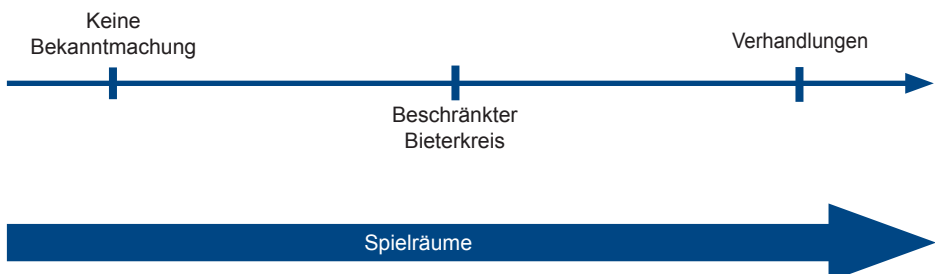 Keine
Bekanntmachung
Verhandlungen
Beschränkter
Bieterkreis
Spielräume